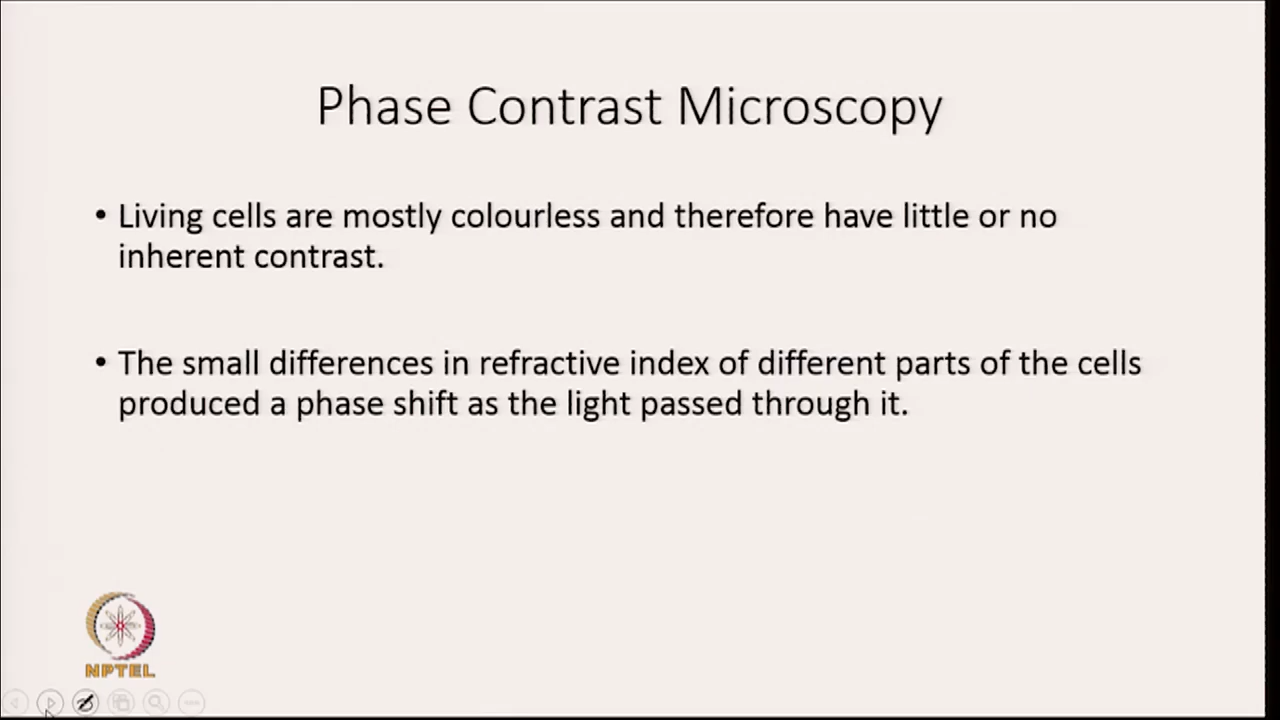 Phase Contrast Microscopy
• Living cells are mostly colourless and therefore have little or no
inherent contrast.
• The small differences in refractive index of different parts of the cells
produced a phase shift as the light passed through it.
NPTEL